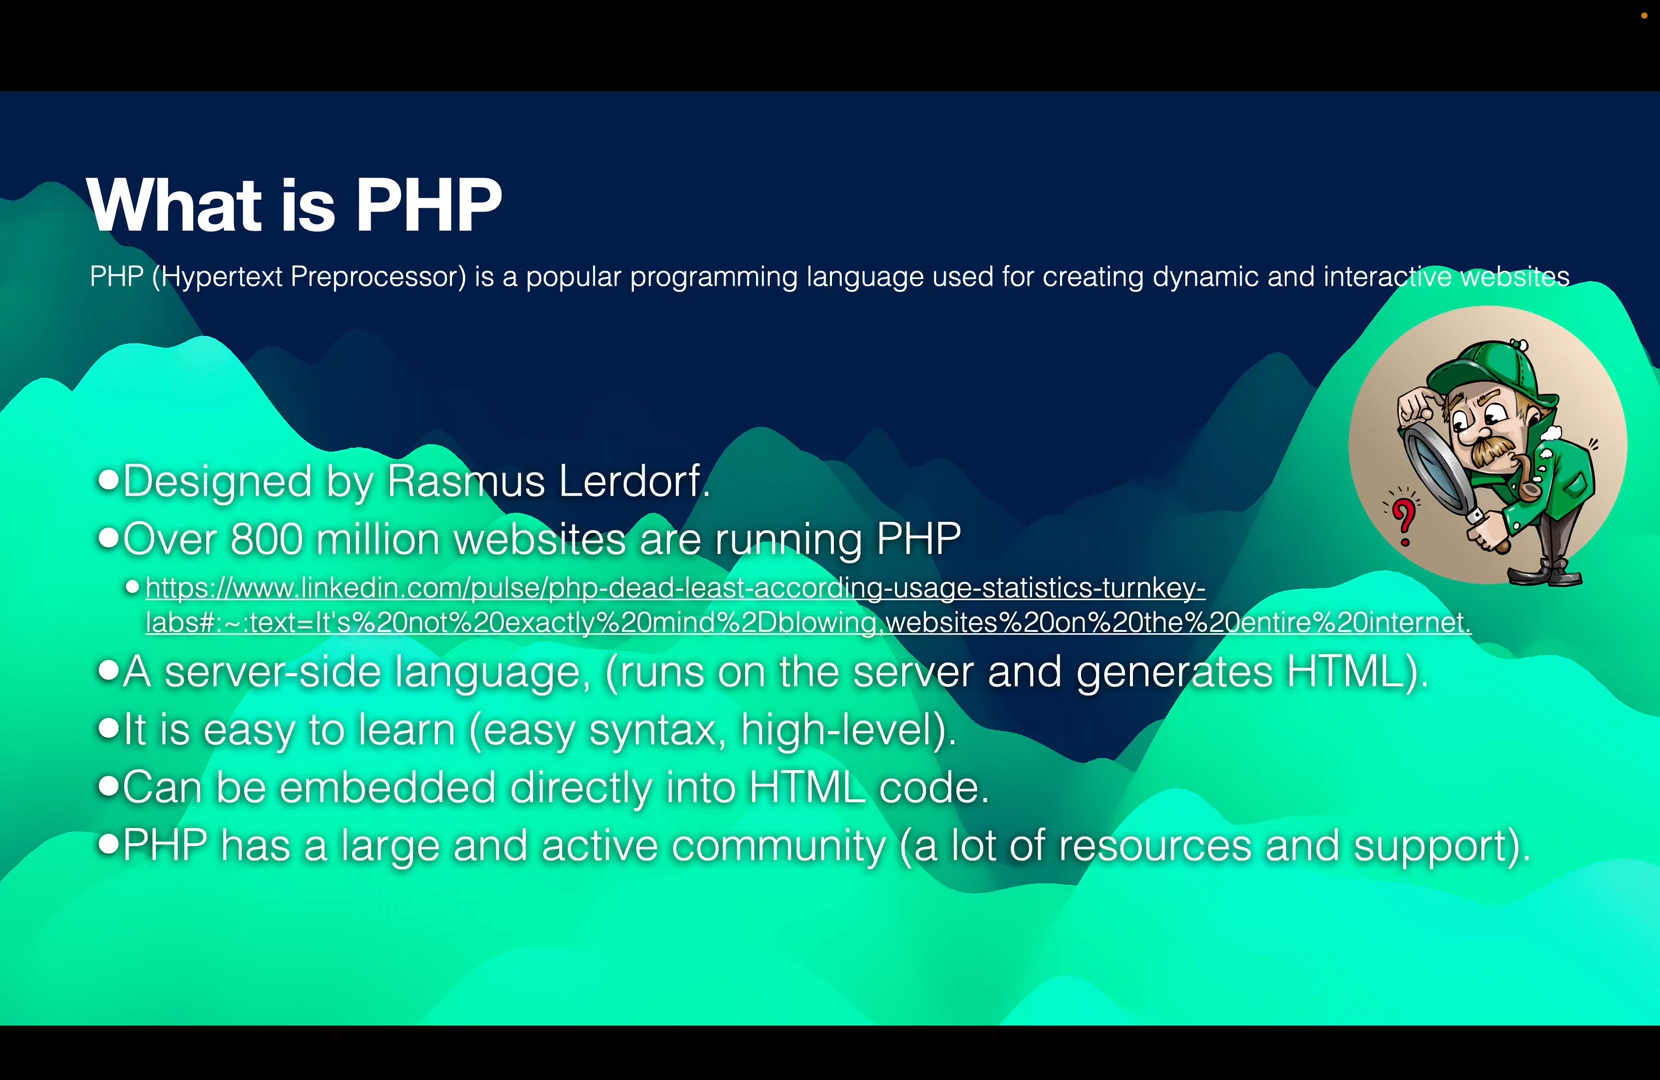 What is PHP
PHP (Hypertext Preprocessor) is a popular programming language used for creating dynamic and interactive websites
•Designed by Rasmus Lerdorf.
•Over 800 million websites are running PHP
•https://www.linkedin.com/pulse/php-dead-least-according-usage-statistics-turnkey-
labs#:~:text=It's%20not%20exactly%20mind%2Dblowing,websites%20on%20the%20entire%20internet.
•A server-side language, (runs on the server and generates HTML).
•It is easy to learn (easy syntax, high-level).
•Can be embedded directly into HTML code.
•PHP has a large and active community (a lot of resources and support).
?